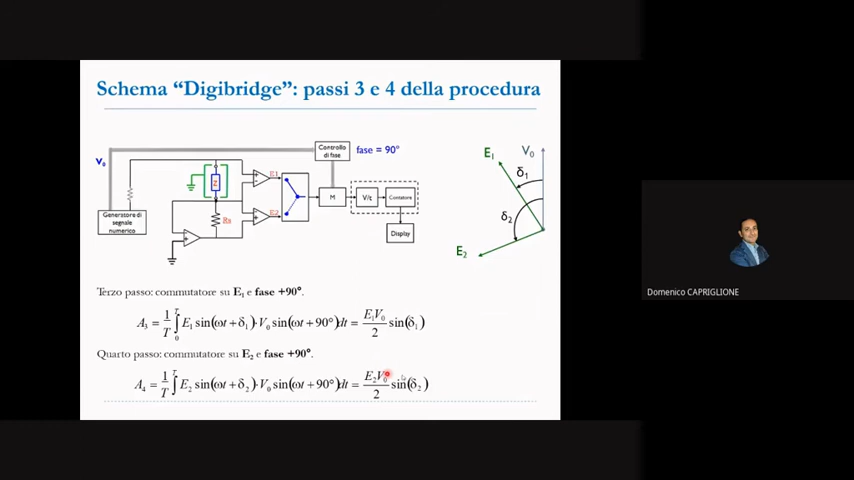 Schema “Digibridge”: passi 3 e 4 della procedura
Controllo di fase
fase = 90°
V₀
E1
Z
Generatore di segnale numerico
Rs
E2
M
V/t
Contatore
Display
E₁
V₀
δ₁
δ₂
E₂
Terzo passo: commutatore su E₁ e fase +90°.
A₃ = 1/T ∫₀ᵀ E₁ sin(ωt + δ₁)·V₀ sin(ωt + 90°)dt = E₁V₀/2 sin(δ₁)
Quarto passo: commutatore su E₂ e fase +90°.
A₄ = 1/T ∫ᵀ E₂ sin(ωt + δ₂)·V₀ sin(ωt + 90°)dt = E₂V₀/2 sin(δ₂)
Domenico CAPRIGLIONE